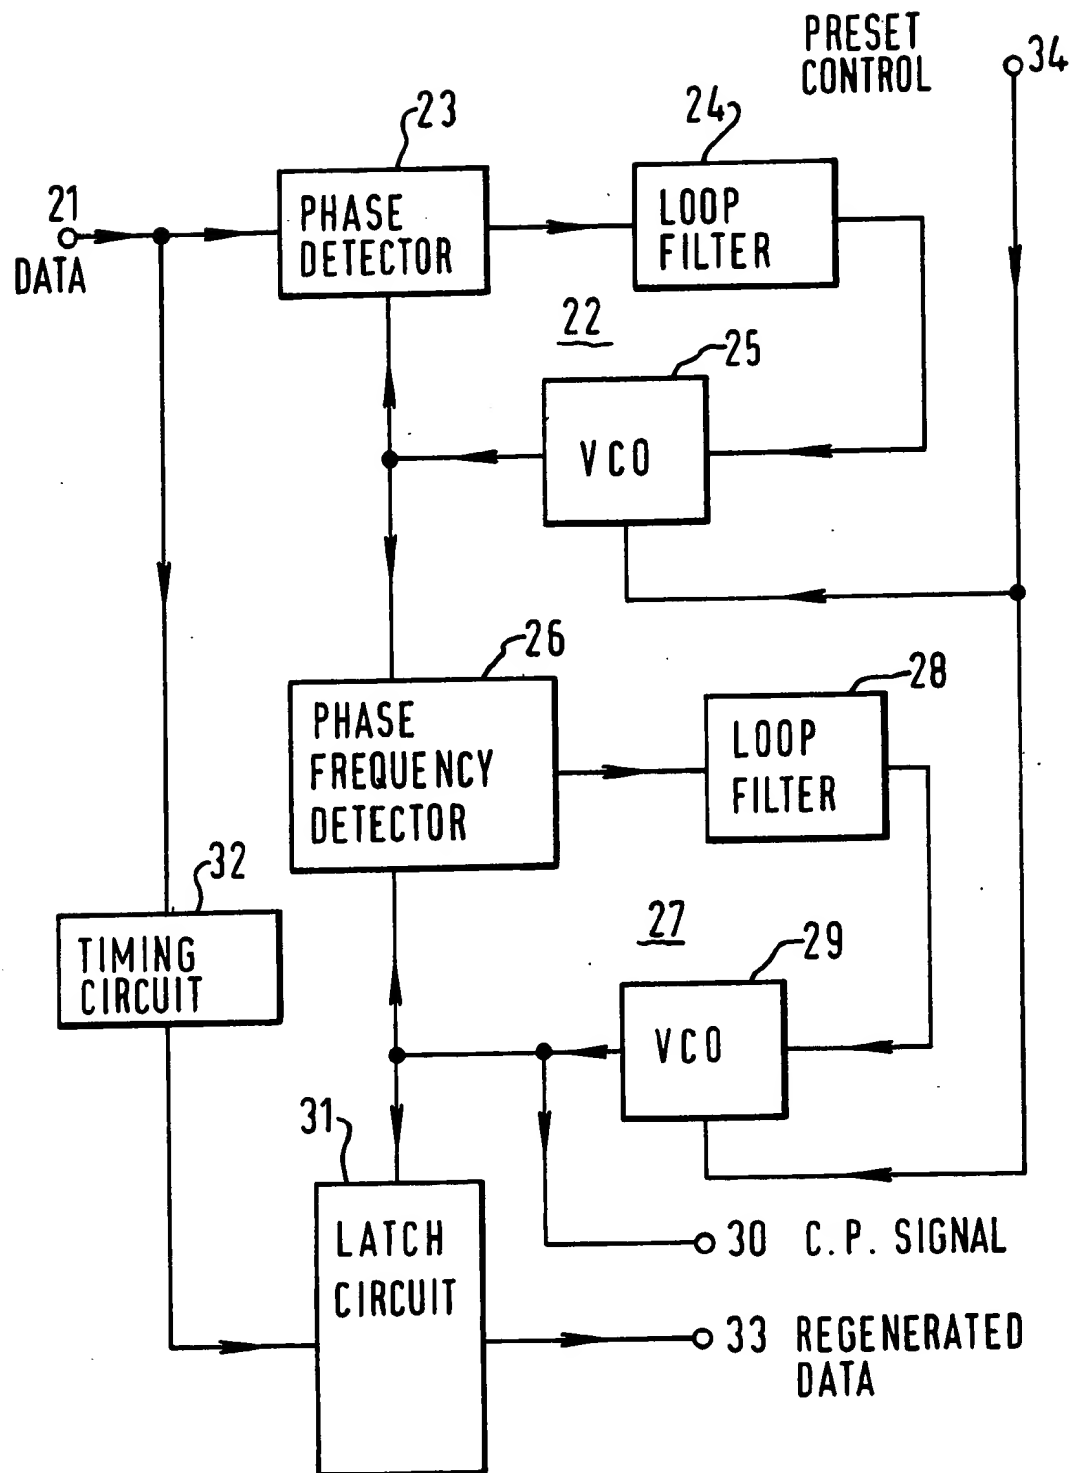 PRESET
CONTROL
34
23
24
21
DATA
PHASE
DETECTOR
LOOP
FILTER
22
25
VCO
26
28
PHASE
FREQUENCY
DETECTOR
LOOP
FILTER
32
27
29
TIMING
CIRCUIT
VCO
31
LATCH
CIRCUIT
30 C.P. SIGNAL
33 REGENERATED
DATA